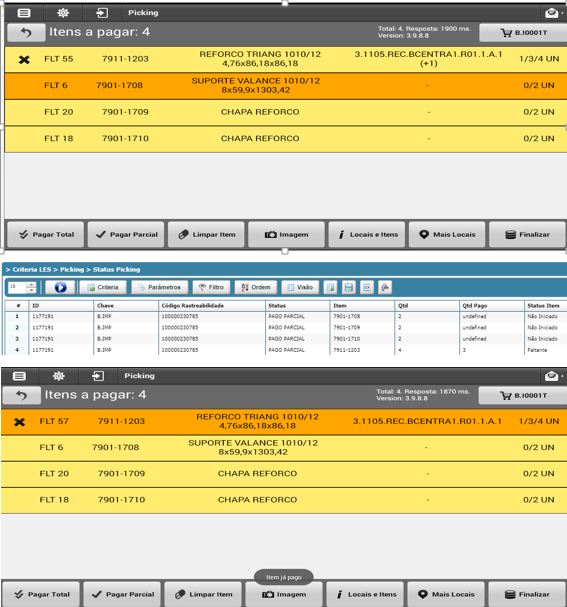 Picking
Itens a pagar: 4
Total: 4. Resposta: 1900 ms.
Version: 3.9.8.8
B.I0001T
FLT 55 7911-1203 REFORCO TRIANG 1010/12 3.1105.REC.BCENTRA1.R01.1.A.1 1/3/4 UN
4,76x86,18x86,18 (+1)
FLT 6 7901-1708 SUPORTE VALANCE 1010/12 - 0/2 UN
8x59,9x1303,42
FLT 20 7901-1709 CHAPA REFORCO - 0/2 UN
FLT 18 7901-1710 CHAPA REFORCO - 0/2 UN
Pagar Total Pagar Parcial Limpar Item Imagem Locais e Itens Mais Locais Finalizar
> Criteria LES > Picking > Status Picking
15 Criteria Parâmetros Filtro Ordem Visão
# ID Chave Código Rastreabilidade Status Item Qtd Qtd Pago Status Item
1 1177191 B.IMP 100000230785 PAGO PARCIAL 7901-1708 2 undefined Não Iniciado
2 1177191 B.IMP 100000230785 PAGO PARCIAL 7901-1709 2 undefined Não Iniciado
3 1177191 B.IMP 100000230785 PAGO PARCIAL 7901-1710 2 undefined Não Iniciado
4 1177191 B.IMP 100000230785 PAGO PARCIAL 7911-1203 4 3 Faltante
Picking
Itens a pagar: 4
Total: 4. Resposta: 1870 ms.
Version: 3.9.8.8
B.I0001T
FLT 57 7911-1203 REFORCO TRIANG 1010/12 3.1105.REC.BCENTRA1.R01.1.A.1 1/3/4 UN
4,76x86,18x86,18
FLT 6 7901-1708 SUPORTE VALANCE 1010/12 - 0/2 UN
8x59,9x1303,42
FLT 20 7901-1709 CHAPA REFORCO - 0/2 UN
FLT 18 7901-1710 CHAPA REFORCO - 0/2 UN
Item já pago
Pagar Total Pagar Parcial Limpar Item Imagem Locais e Itens Mais Locais Finalizar